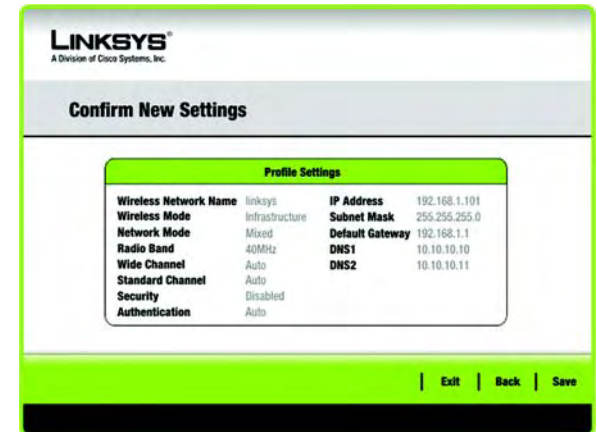 LINKSYS®
A Division of Cisco Systems, Inc.
Confirm New Settings
Profile Settings
Wireless Network Name linksys
Wireless Mode Infrastructure
Network Mode Mixed
Radio Band 40MHz
Wide Channel Auto
Standard Channel Auto
Security Disabled
Authentication Auto
IP Address 192.168.1.101
Subnet Mask 255.255.255.0
Default Gateway 192.168.1.1
DNS1 10.10.10.10
DNS2 10.10.10.11
Exit | Back | Save